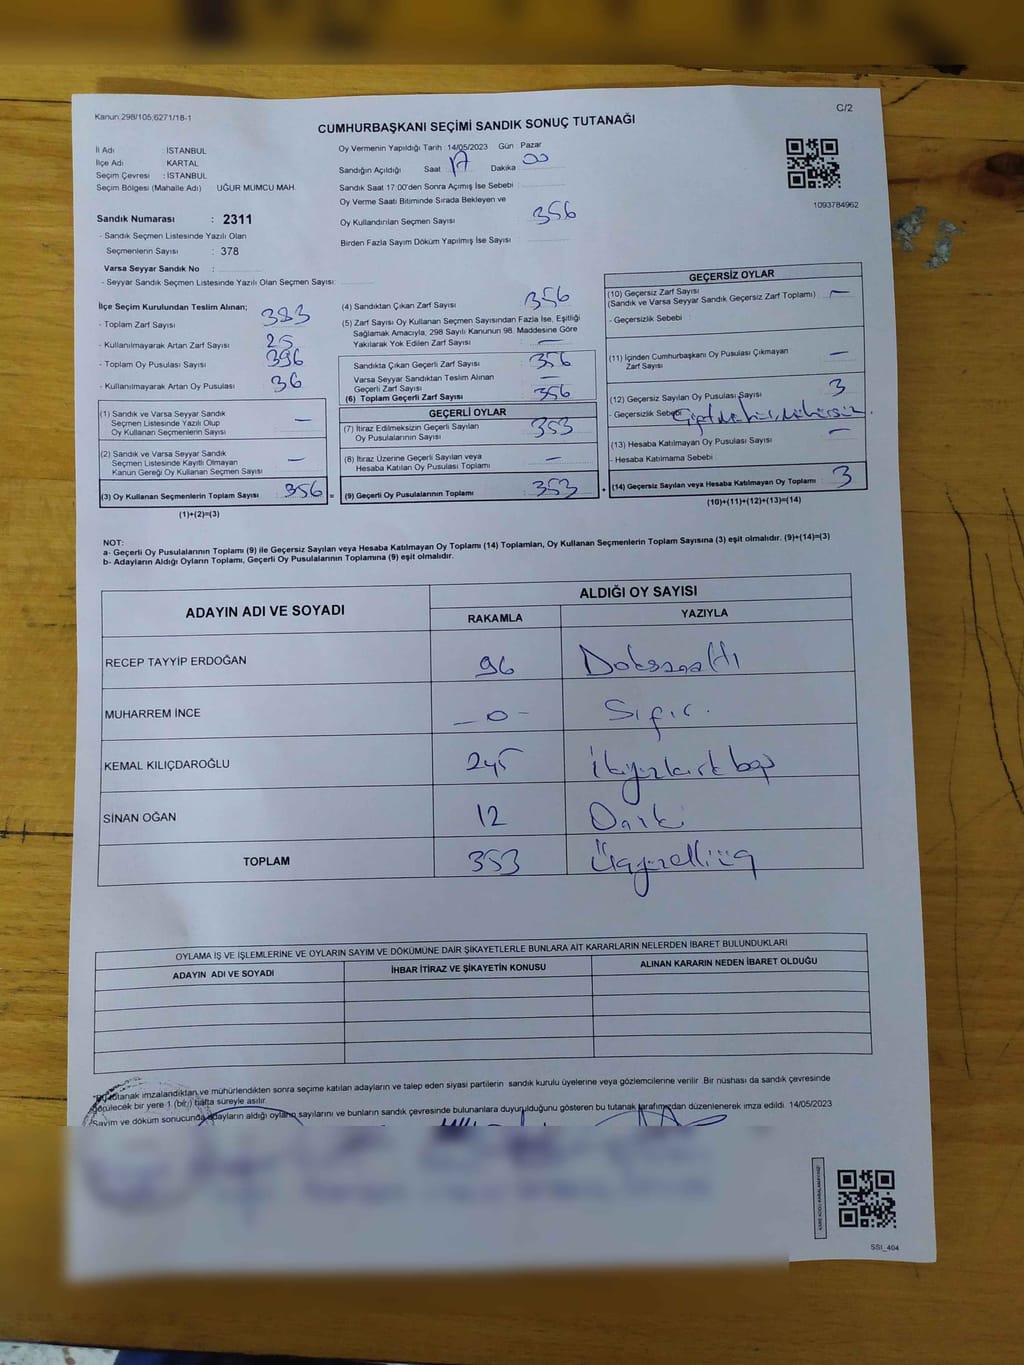 Kanun:298/105,6271/18-1
C/2
CUMHURBAŞKANI SEÇİMİ SANDIK SONUÇ TUTANAĞI
İl Adı : İSTANBUL
İlçe Adı : KARTAL
Seçim Çevresi : İSTANBUL
Seçim Bölgesi (Mahalle Adı) UĞUR MUMCU MAH.
Sandık Numarası : 2311
- Sandık Seçmen Listesinde Yazılı Olan
Seçmenlerin Sayısı : 378
Varsa Seyyar Sandık No :
- Seyyar Sandık Seçmen Listesinde Yazılı Olan Seçmen Sayısı:
Oy Vermenin Yapıldığı Tarih : 14/05/2023 Gün : Pazar
Sandığın Açıldığı Saat 17 Dakika : 00
Sandık Saat 17:00'den Sonra Açımış İse Sebebi :
Oy Verme Saati Bitiminde Sırada Bekleyen ve
Oy Kullandırılan Seçmen Sayısı : 356
Birden Fazla Sayım Döküm Yapılmış İse Sayısı :
1093784962
İlçe Seçim Kurulundan Teslim Alınan;
- Toplam Zarf Sayısı : 383
- Kullanılmayarak Artan Zarf Sayısı : 25
- Toplam Oy Pusulası Sayısı : 396
- Kullanılmayarak Artan Oy Pusulası : 36
(1) Sandık ve Varsa Seyyar Sandık
Seçmen Listesinde Yazılı Olup
Oy Kullanan Seçmenlerin Sayısı : —
(2) Sandık ve Varsa Seyyar Sandık
Seçmen Listesinde Kayıtlı Olmayan
Kanun Gereği Oy Kullanan Seçmen Sayısı : —
(3) Oy Kullanan Seçmenlerin Toplam Sayısı : 356 =
(1)+(2)=(3)
(4) Sandıktan Çıkan Zarf Sayısı : 356
(5) Zarf Sayısı Oy Kullanan Seçmen Sayısından Fazla İse, Eşitliği
Sağlamak Amacıyla, 298 Sayılı Kanunun 98. Maddesine Göre
Yakılarak Yok Edilen Zarf Sayısı : —
Sandıkta Çıkan Geçerli Zarf Sayısı : 356
Varsa Seyyar Sandıktan Teslim Alınan
Geçerli Zarf Sayısı : —
(6) Toplam Geçerli Zarf Sayısı : 356
GEÇERLİ OYLAR
(7) İtiraz Edilmeksizin Geçerli Sayılan
Oy Pusulalarının Sayısı : 353
(8) İtiraz Üzerine Geçerli Sayılan veya
Hesaba Katılan Oy Pusulası Toplamı : —
(9) Geçerli Oy Pusulalarının Toplamı : 353 +
GEÇERSİZ OYLAR
(10) Geçersiz Zarf Sayısı : —
(Sandık ve Varsa Seyyar Sandık Geçersiz Zarf Toplamı)
- Geçersizlik Sebebi :
(11) İçinden Cumhurbaşkanı Oy Pusulası Çıkmayan
Zarf Sayısı : —
(12) Geçersiz Sayılan Oy Pusulası Sayısı : 3
- Geçersizlik Sebebi : Çift Mühür, Mühürsüz.
(13) Hesaba Katılmayan Oy Pusulası Sayısı : —
- Hesaba Katılmama Sebebi :
(14) Geçersiz Sayılan veya Hesaba Katılmayan Oy Toplamı : 3
(10)+(11)+(12)+(13)=(14)
NOT:
a- Geçerli Oy Pusulalarının Toplamı (9) ile Geçersiz Sayılan veya Hesaba Katılmayan Oy Toplamı (14) Toplamları, Oy Kullanan Seçmenlerin Toplam Sayısına (3) eşit olmalıdır. (9)+(14)=(3)
b- Adayların Aldığı Oyların Toplamı, Geçerli Oy Pusulalarının Toplamına (9) eşit olmalıdır.
ADAYIN ADI VE SOYADI
ALDIĞI OY SAYISI
RAKAMLA YAZIYLA
RECEP TAYYİP ERDOĞAN 96 Doksanaltı
MUHARREM İNCE —0— Sıfır.
KEMAL KILIÇDAROĞLU 245 İkiyüzkırkbeş
SİNAN OĞAN 12 Oniki
TOPLAM 353 Üçyüzelliüç
OYLAMA İŞ VE İŞLEMLERİNE VE OYLARIN SAYIM VE DÖKÜMÜNE DAİR ŞİKAYETLERLE BUNLARA AİT KARARLARIN NELERDEN İBARET BULUNDUKLARI
ADAYIN ADI VE SOYADI İHBAR İTİRAZ VE ŞİKAYETİN KONUSU ALINAN KARARIN NEDEN İBARET OLDUĞU
tutanak imzalandıktan ve mühürlendikten sonra seçime katılan adayların ve talep eden siyasi partilerin sandık kurulu üyelerine veya gözlemcilerine verilir. Bir nüshası da sandık çevresinde
görülecek bir yere 1 (bir) hafta süreyle asılır.
Sayım ve döküm sonucunda adayların aldığı oyların sayılarını ve bunların sandık çevresinde bulunanlara duyurulduğunu gösteren bu tutanak tarafımızdan düzenlenerek imza edildi. 14/05/2023
SSI_404